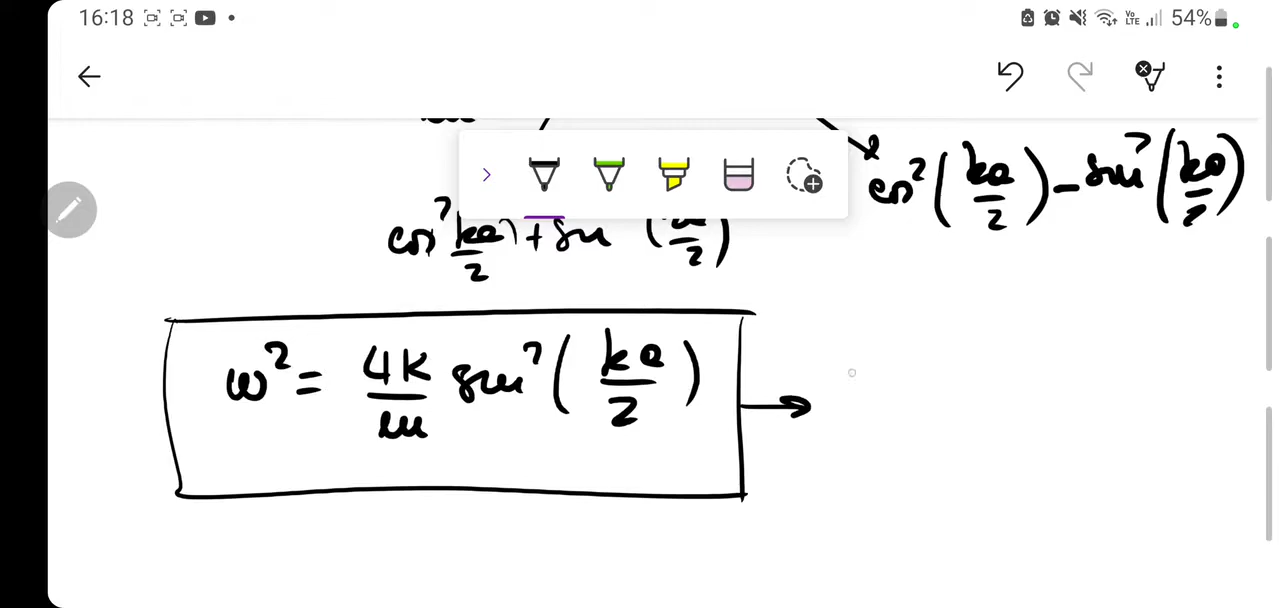 16:18 54%
cos² (ka/2) - sin² (ka/2)
cos² ka/2) + sin (ka/2)
ω² = 4K/m sin² (ka/2) →